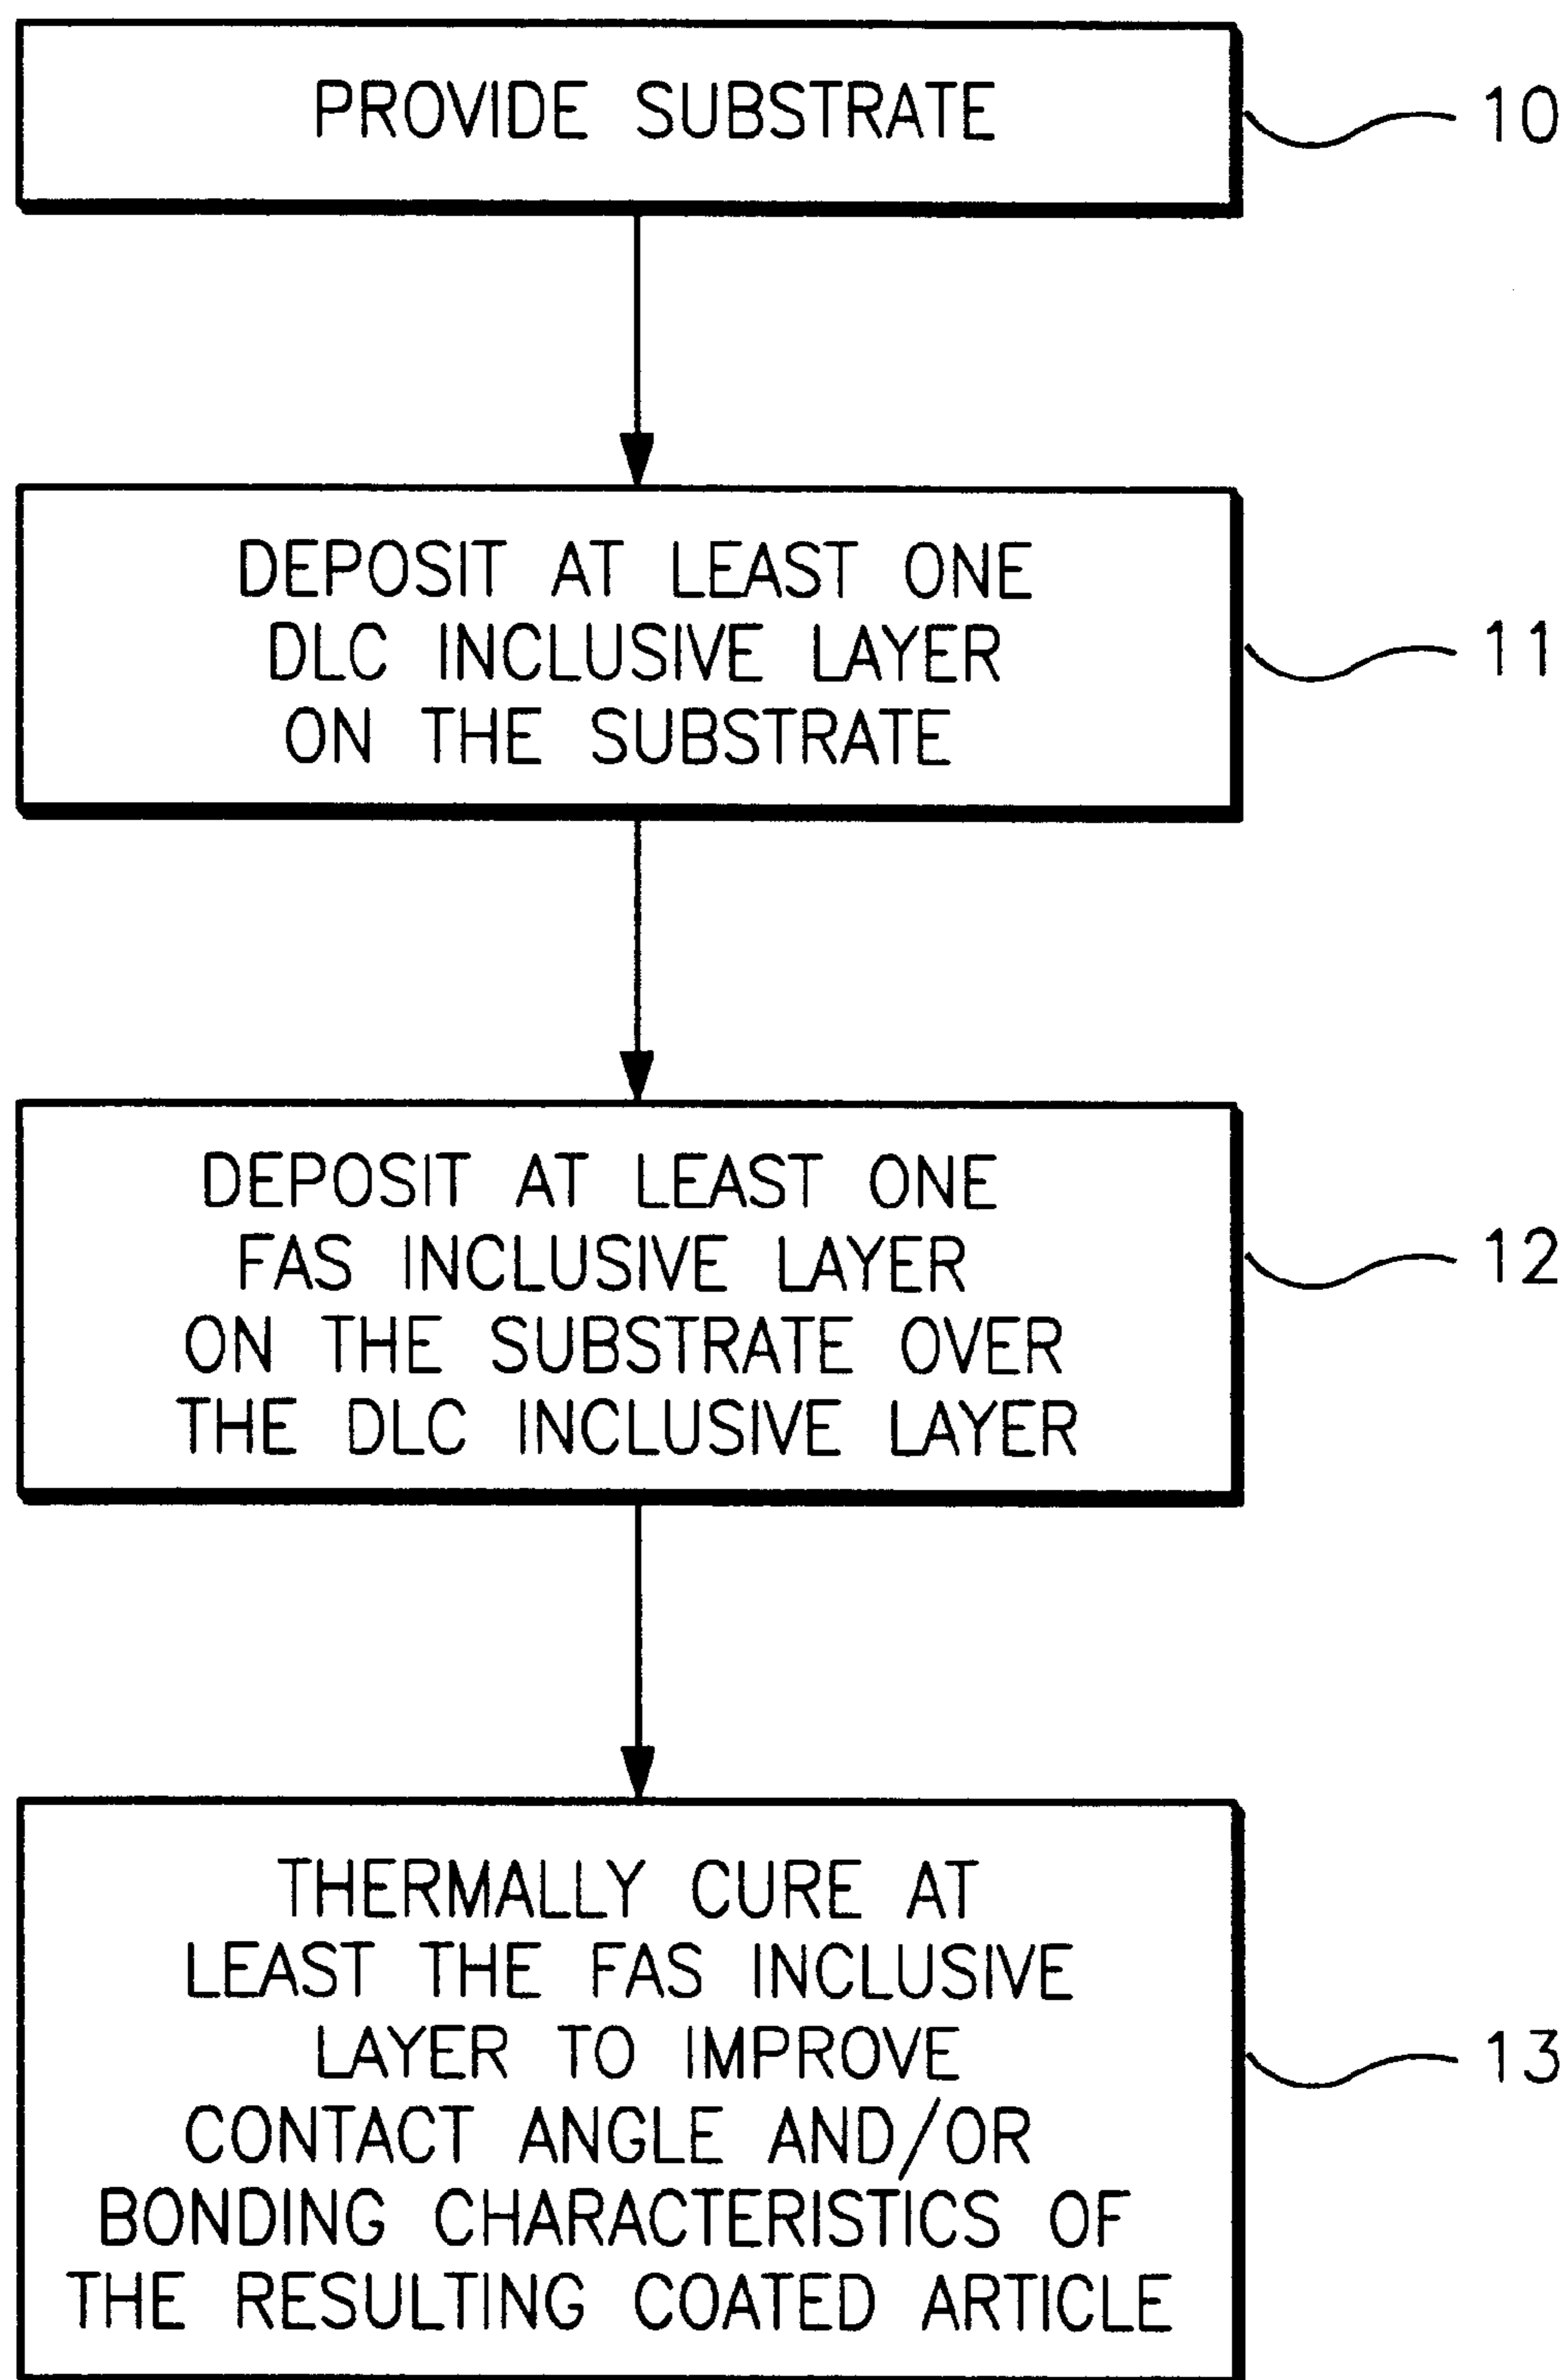 PROVIDE SUBSTRATE
10
DEPOSIT AT LEAST ONE
DLC INCLUSIVE LAYER
ON THE SUBSTRATE
11
DEPOSIT AT LEAST ONE
FAS INCLUSIVE LAYER
ON THE SUBSTRATE OVER
THE DLC INCLUSIVE LAYER
12
THERMALLY CURE AT
LEAST THE FAS INCLUSIVE
LAYER TO IMPROVE
CONTACT ANGLE AND/OR
BONDING CHARACTERISTICS OF
THE RESULTING COATED ARTICLE
13